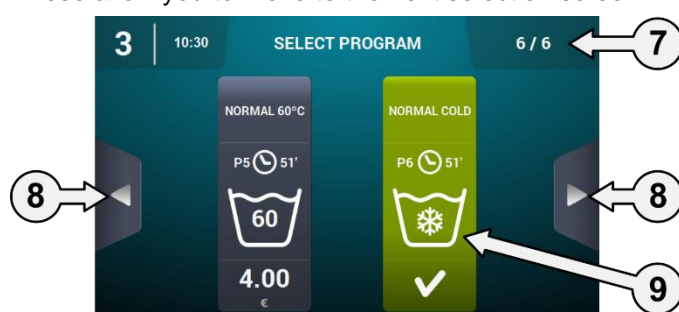 3 10:30 SELECT PROGRAM 6 / 6 7
NORMAL 60ºC NORMAL COLD
P5 51' P6 51'
8 8
60
9
4.00
€